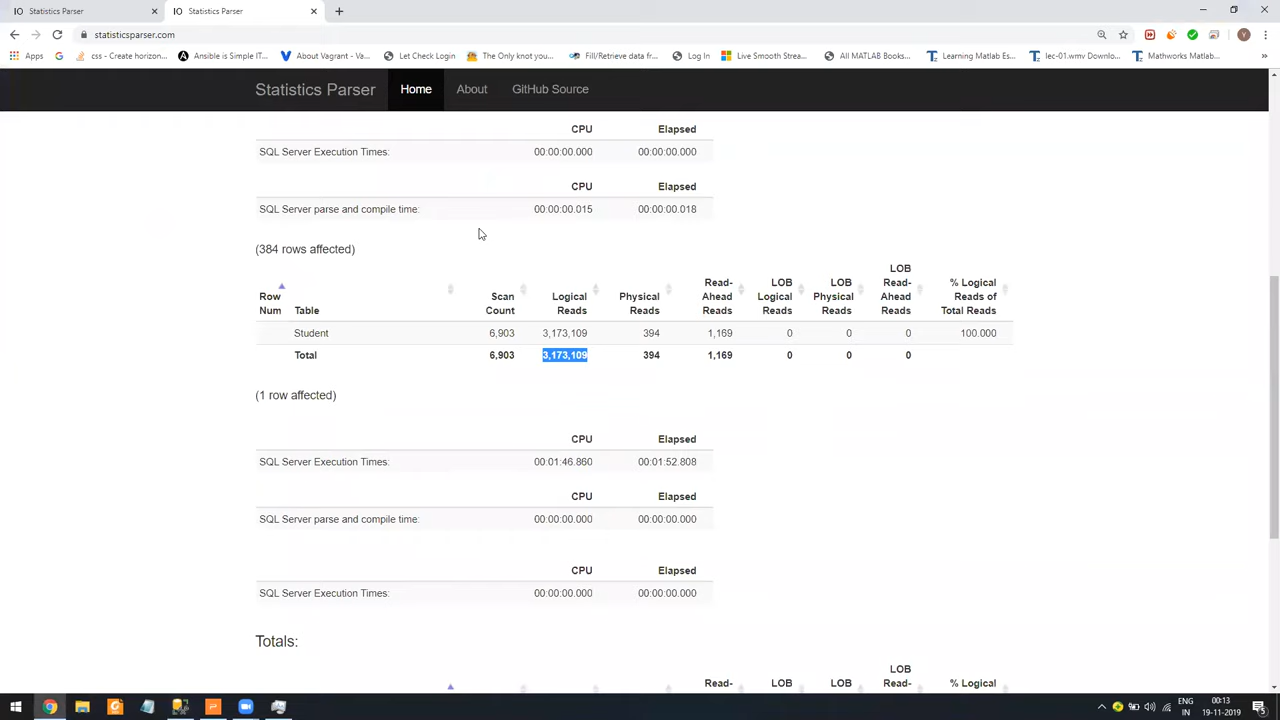 IO Statistics Parser
IO Statistics Parser
statisticsparser.com
V
Apps
G
css - Create horizon...
Ansible is Simple IT...
About Vagrant - Va...
Let Check Login
The Only knot you...
Fill/Retrieve data fr...
Log In
Live Smooth Strea...
All MATLAB Books...
Learning Matlab Es...
lec-01.wmv Downlo...
Mathworks Matlab...
Statistics Parser
Home
About
GitHub Source
CPU Elapsed
SQL Server Execution Times: 00:00:00.000 00:00:00.000
CPU Elapsed
SQL Server parse and compile time: 00:00:00.015 00:00:00.018
(384 rows affected)
Row Num Table Scan Count Logical Reads Physical Reads Read-Ahead Reads LOB Logical Reads LOB Physical Reads LOB Read-Ahead Reads % Logical Reads of Total Reads
Student 6,903 3,173,109 394 1,169 0 0 0 100.000
Total 6,903 3,173,109 394 1,169 0 0 0
(1 row affected)
CPU Elapsed
SQL Server Execution Times: 00:01:46.860 00:01:52.808
CPU Elapsed
SQL Server parse and compile time: 00:00:00.000 00:00:00.000
CPU Elapsed
SQL Server Execution Times: 00:00:00.000 00:00:00.000
Totals:
LOB
Read- LOB LOB Read- % Logical
ENG
IN
00:13
19-11-2019